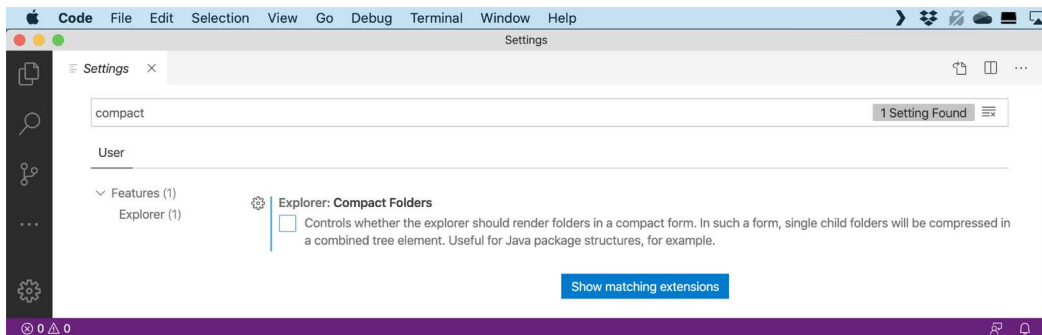 Code File Edit Selection View Go Debug Terminal Window Help
Settings
Settings
compact
1 Setting Found
User
Features (1)
Explorer (1)
Explorer: Compact Folders
Controls whether the explorer should render folders in a compact form. In such a form, single child folders will be compressed in
a combined tree element. Useful for Java package structures, for example.
Show matching extensions
0 0